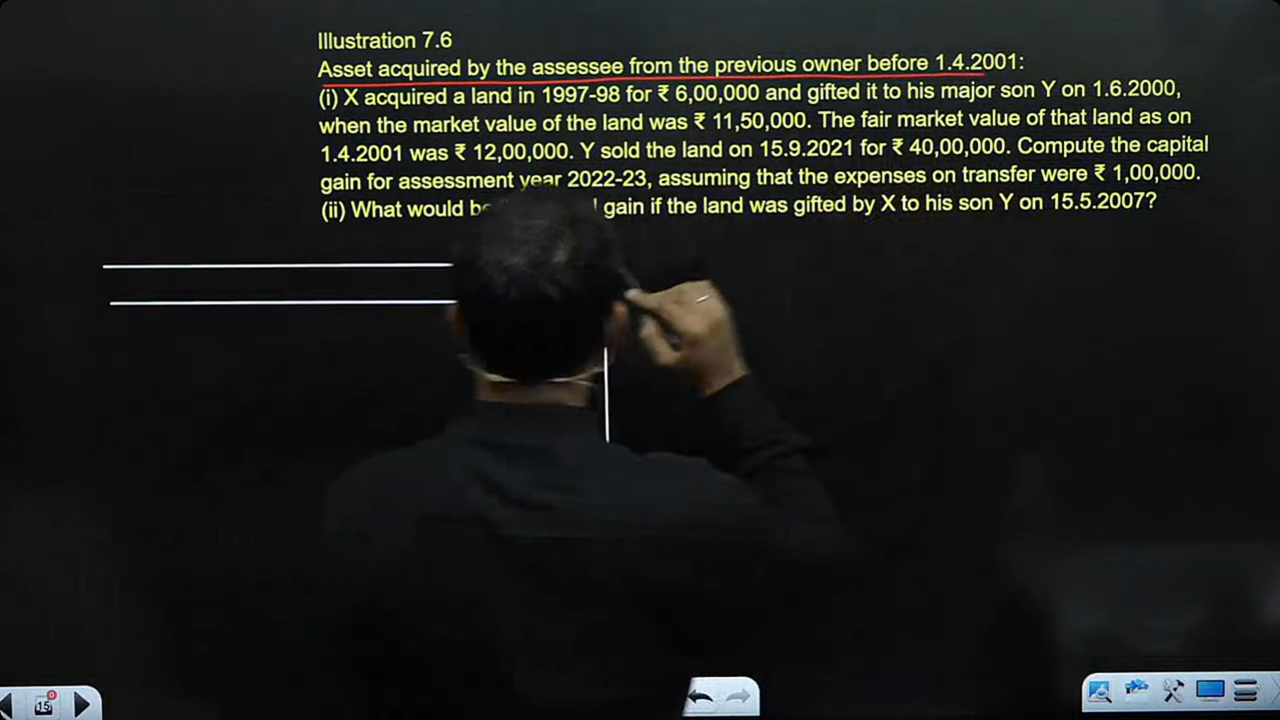 Illustration 7.6
Asset acquired by the assessee from the previous owner before 1.4.2001:
(i) X acquired a land in 1997-98 for ₹ 6,00,000 and gifted it to his major son Y on 1.6.2000,
when the market value of the land was ₹ 11,50,000. The fair market value of that land as on
1.4.2001 was ₹ 12,00,000. Y sold the land on 15.9.2021 for ₹ 40,00,000. Compute the capital
gain for assessment year 2022-23, assuming that the expenses on transfer were ₹ 1,00,000.
(ii) What would gain if the land was gifted by X to his son Y on 15.5.2007?
15
0